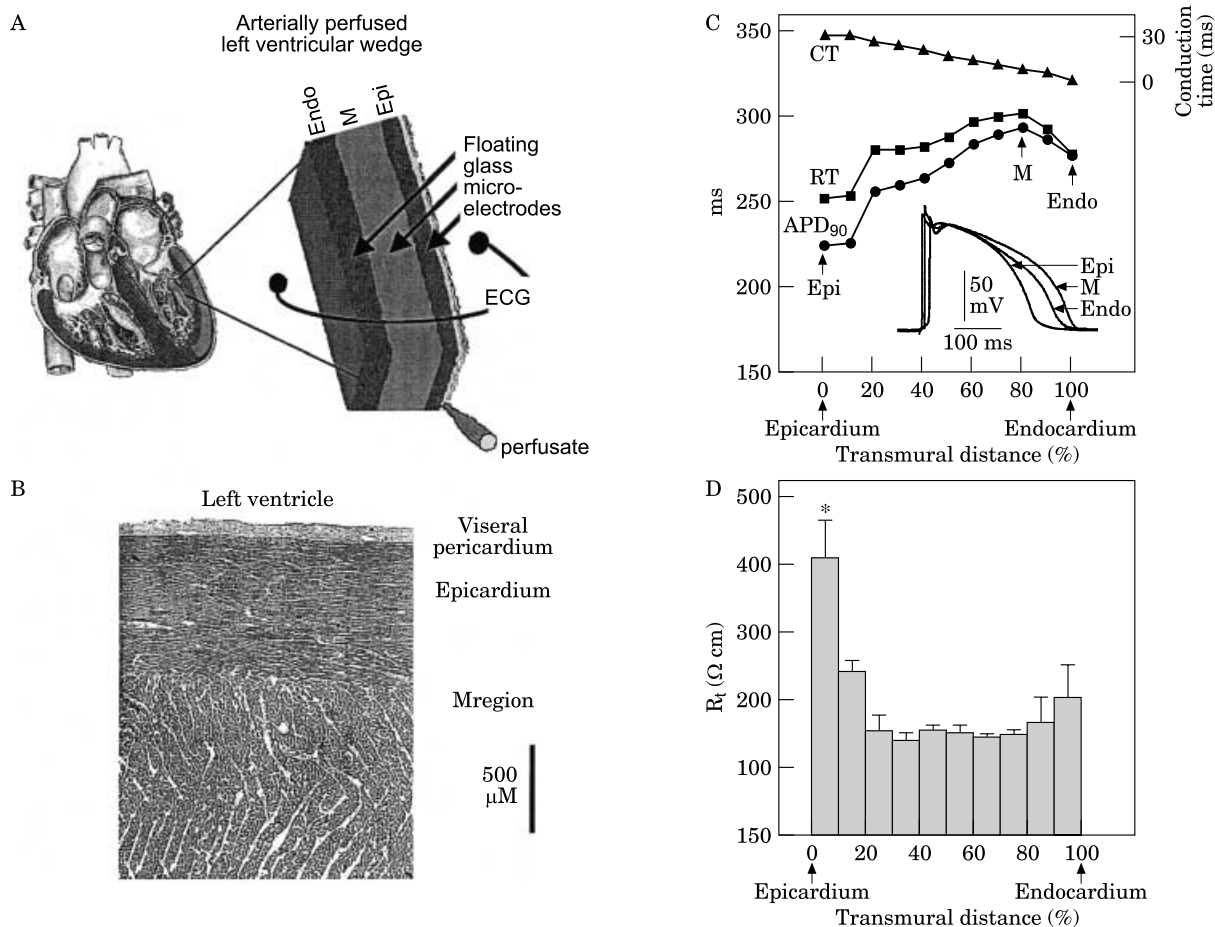 A
Arterially perfused
left ventricular wedge
Endo
M
Epi
Floating
glass
micro-
electrodes
ECG
perfusate
B
Left ventricle
Viseral
pericardium
Epicardium
Mregion
500
μM
C
350
300
250
200
150
ms
CT
RT
APD90
Epi
M
Endo
30
0
Conduction
time (ms)
50
mV
100 ms
Epi
M
Endo
0 20 40 60 80 100
Epicardium
Endocardium
Transmural distance (%)
D
500
400
300
200
100
150
Rt (Ω cm)
*
0 20 40 60 80 100
Epicardium
Endocardium
Transmural distance (%)